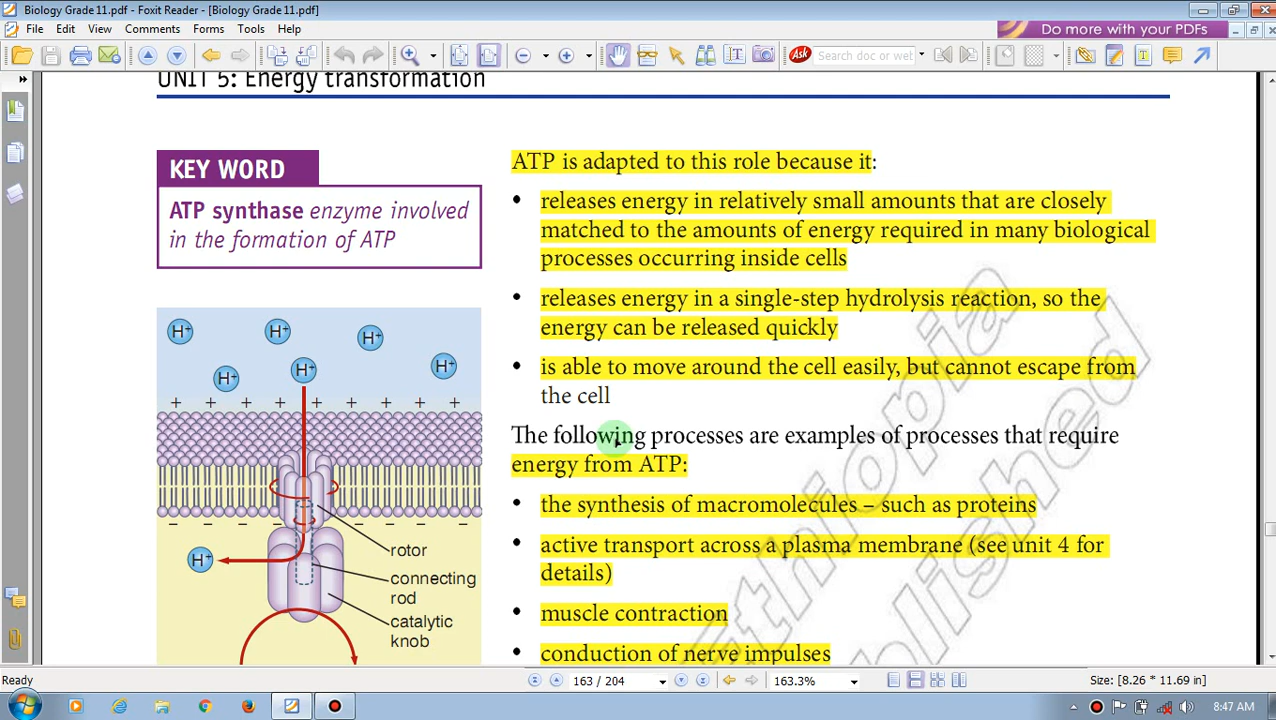 Biology Grade 11.pdf - Foxit Reader - [Biology Grade 11.pdf]
File Edit View Comments Forms Tools Help
Do more with your PDFs
Ask Search doc or wet
UNIT 5: Energy transformation
KEY WORD
ATP synthase enzyme involved
in the formation of ATP
H+ H+ H+
H+ H+ H+
+ + + + + + + + + + +
H+
rotor
connecting
rod
catalytic
knob
ATP is adapted to this role because it:
• releases energy in relatively small amounts that are closely
matched to the amounts of energy required in many biological
processes occurring inside cells
• releases energy in a single-step hydrolysis reaction, so the
energy can be released quickly
• is able to move around the cell easily, but cannot escape from
the cell
The following processes are examples of processes that require
energy from ATP:
• the synthesis of macromolecules – such as proteins
• active transport across a plasma membrane (see unit 4 for
details)
• muscle contraction
• conduction of nerve impulses
Ethiopia
Ready
163 / 204
163.3%
Size: [8.26 * 11.69 in]
8:47 AM